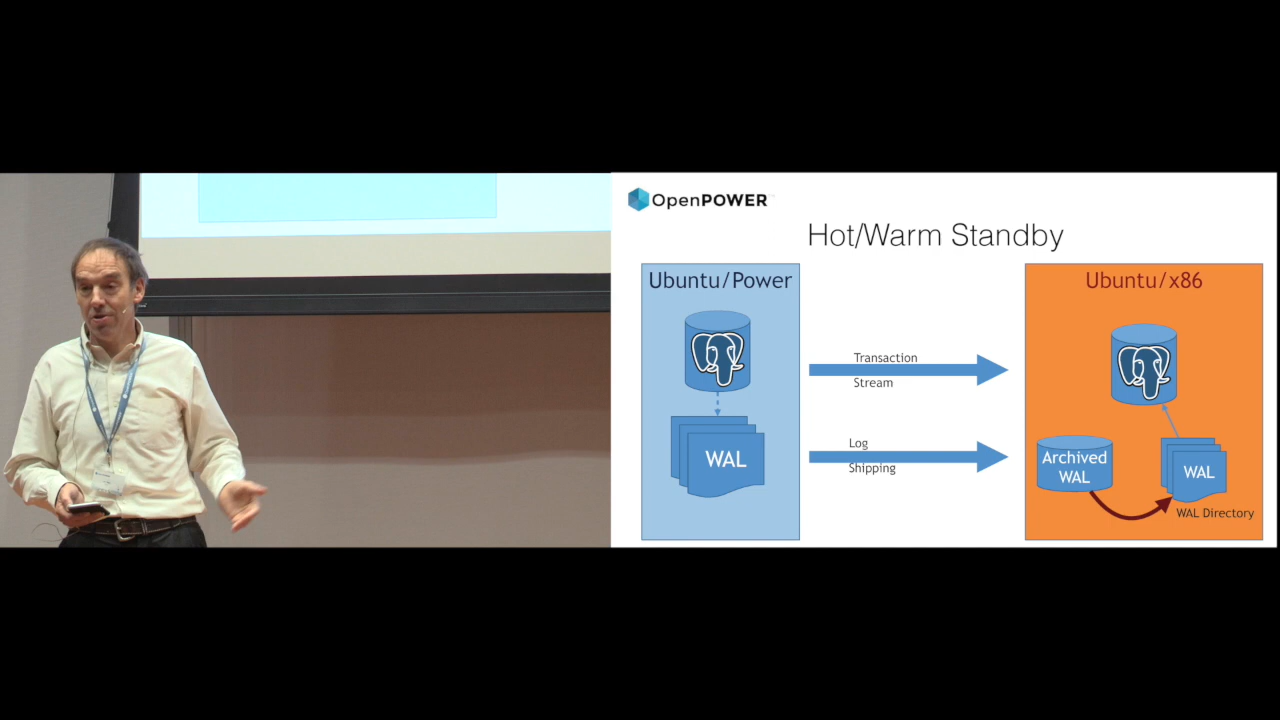 OpenPOWER
Hot/Warm Standby
Ubuntu/Power
Ubuntu/x86
Transaction
Stream
WAL
Log
Shipping
Archived
WAL
WAL
WAL Directory